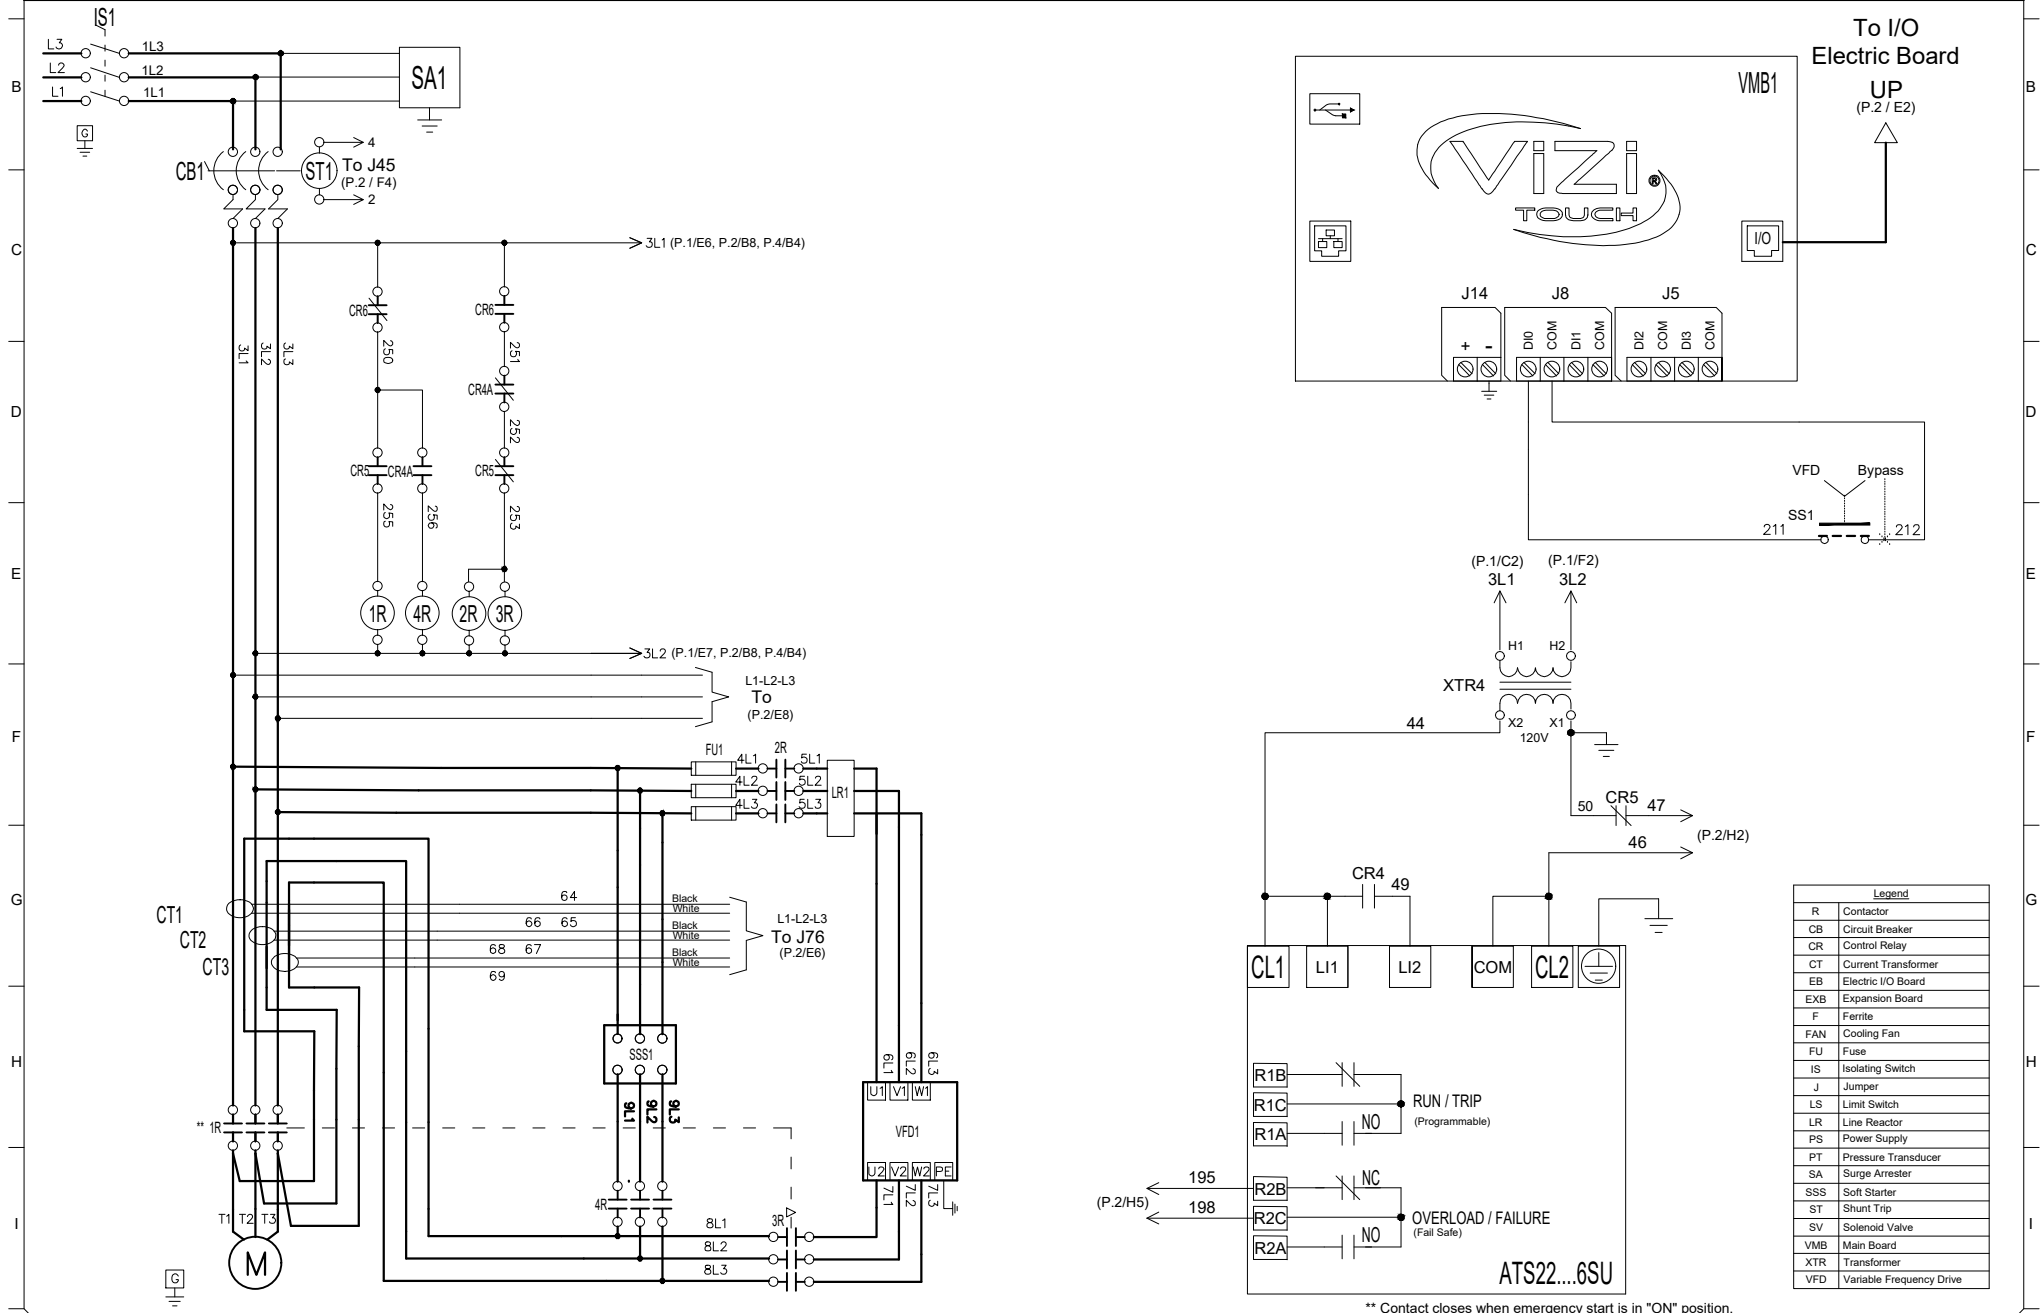 IS1
L3
1L3
L2
1L2
L1
1L1
SA1
G
CB1
ST1
4
To J45
(P.2 / F4)
2
3L1 (P.1/E6, P.2/B8, P.4/B4)
CR6
CR6
3L1
3L2
3L3
250
251
CR4A
252
CR5
CR4A
CR5
255
256
253
1R
4R
2R
3R
3L2 (P.1/E7, P.2/B8, P.4/B4)
L1-L2-L3
To
(P.2/E8)
FU1
4L1
2R
5L1
4L2
5L2
LR1
4L3
5L3
CT1
CT2
CT3
64
66 65
68 67
69
Black
White
Black
White
Black
White
L1-L2-L3
To J76
(P.2/E6)
SSS1
9L1
9L2
9L3
6L1
6L2
6L3
U1
V1
W1
VFD1
U2
V2
W2
PE
7L1
7L2
7L3
** 1R
4R
3R
8L1
8L2
8L3
T1
T2
T3
M
G
To I/O
Electric Board
UP
(P.2 / E2)
VMB1
ViZi
TOUCH
®
I/O
J14
J8
J5
+
-
DI0
COM
DI1
COM
DI2
COM
DI3
COM
VFD
Bypass
SS1
211
212
(P.1/C2)
3L1
(P.1/F2)
3L2
H1
H2
XTR4
X2
X1
120V
44
50
CR5
47
46
(P.2/H2)
CR4
49
CL1
LI1
LI2
COM
CL2
R1B
R1C
R1A
NO
RUN / TRIP
(Programmable)
195
198
(P.2/H5)
R2B
R2C
R2A
NC
NO
OVERLOAD / FAILURE
(Fail Safe)
ATS22....6SU
** Contact closes when emergency start is in "ON" position.
Legend
R Contactor
CB Circuit Breaker
CR Control Relay
CT Current Transformer
EB Electric I/O Board
EXB Expansion Board
F Ferrite
FAN Cooling Fan
FU Fuse
IS Isolating Switch
J Jumper
LS Limit Switch
LR Line Reactor
PS Power Supply
PT Pressure Transducer
SA Surge Arrester
SSS Soft Starter
ST Shunt Trip
SV Solenoid Valve
VMB Main Board
XTR Transformer
VFD Variable Frequency Drive
B
C
D
E
F
G
H
I
B
C
D
E
F
G
H
I